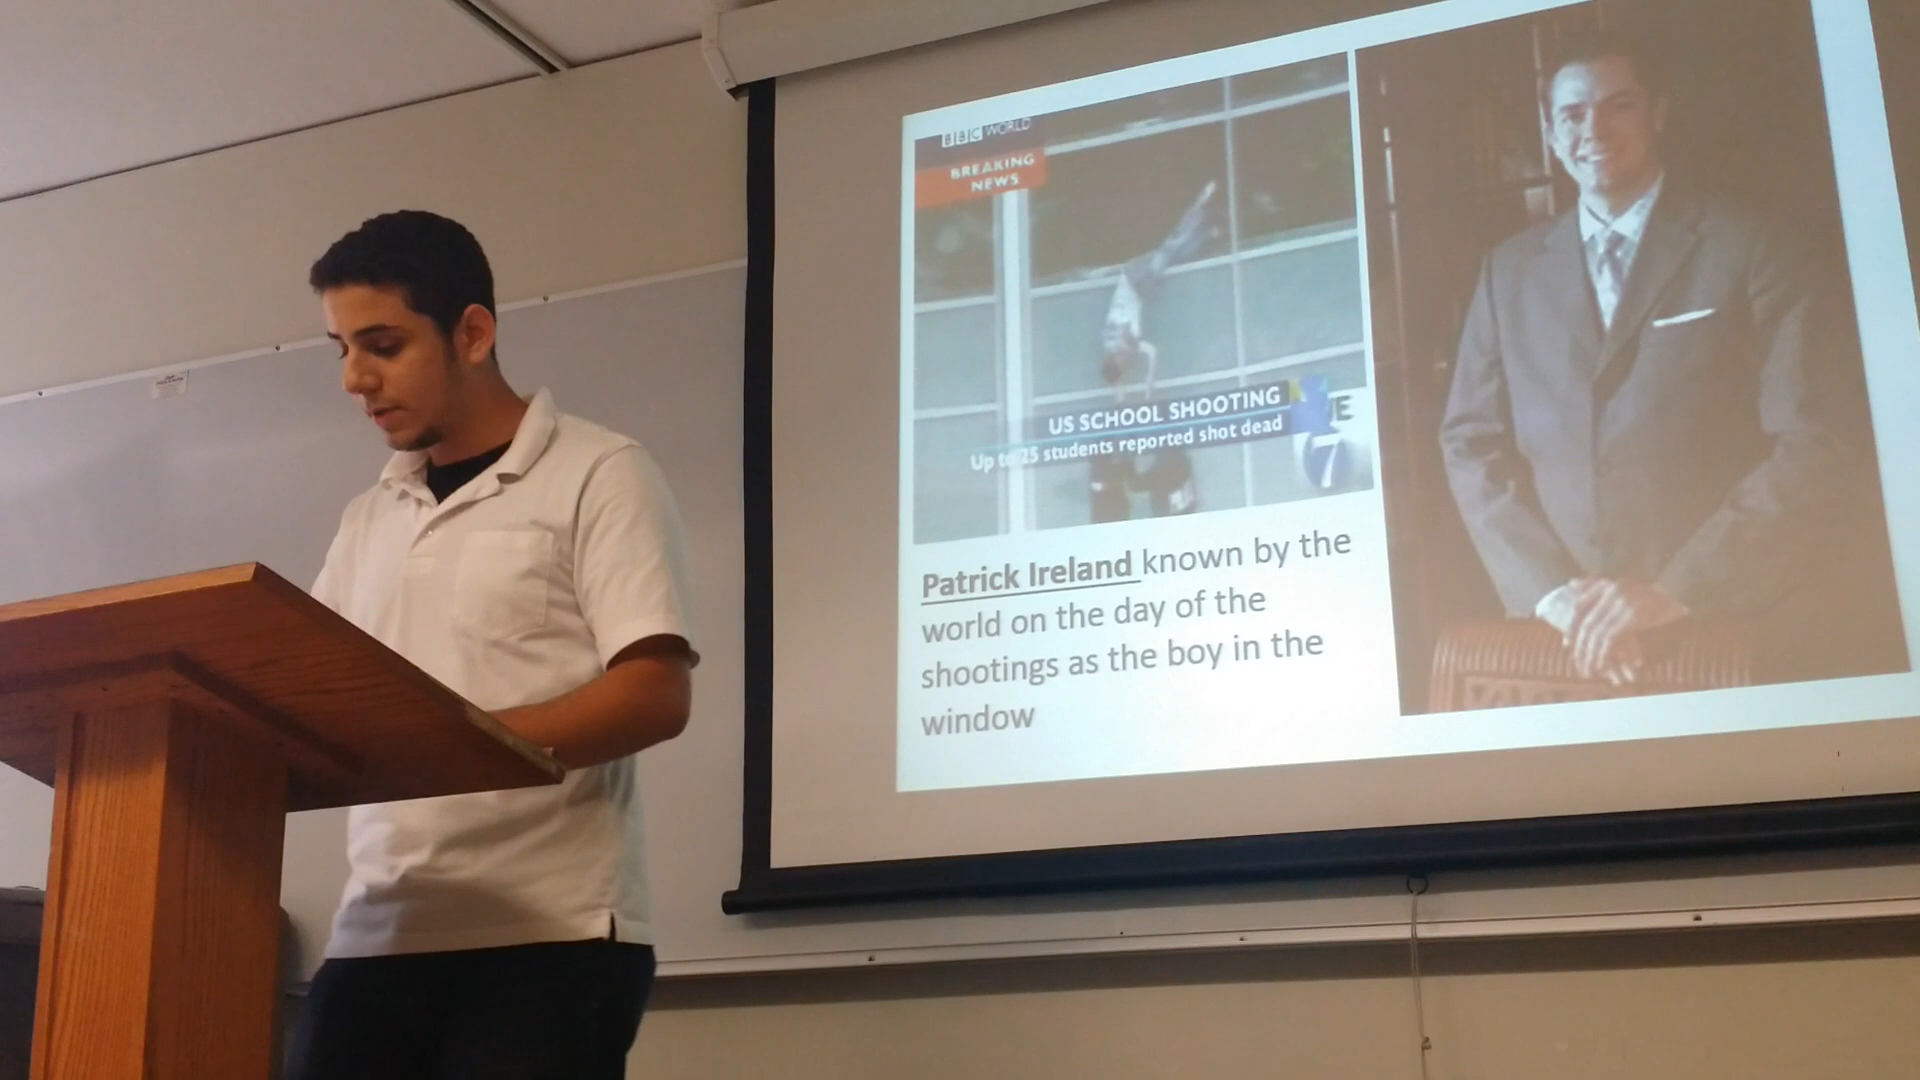 BBC WORLD
BREAKING
NEWS
US SCHOOL SHOOTING
Up to 25 students reported shot dead
7
Patrick Ireland known by the
world on the day of the
shootings as the boy in the
window